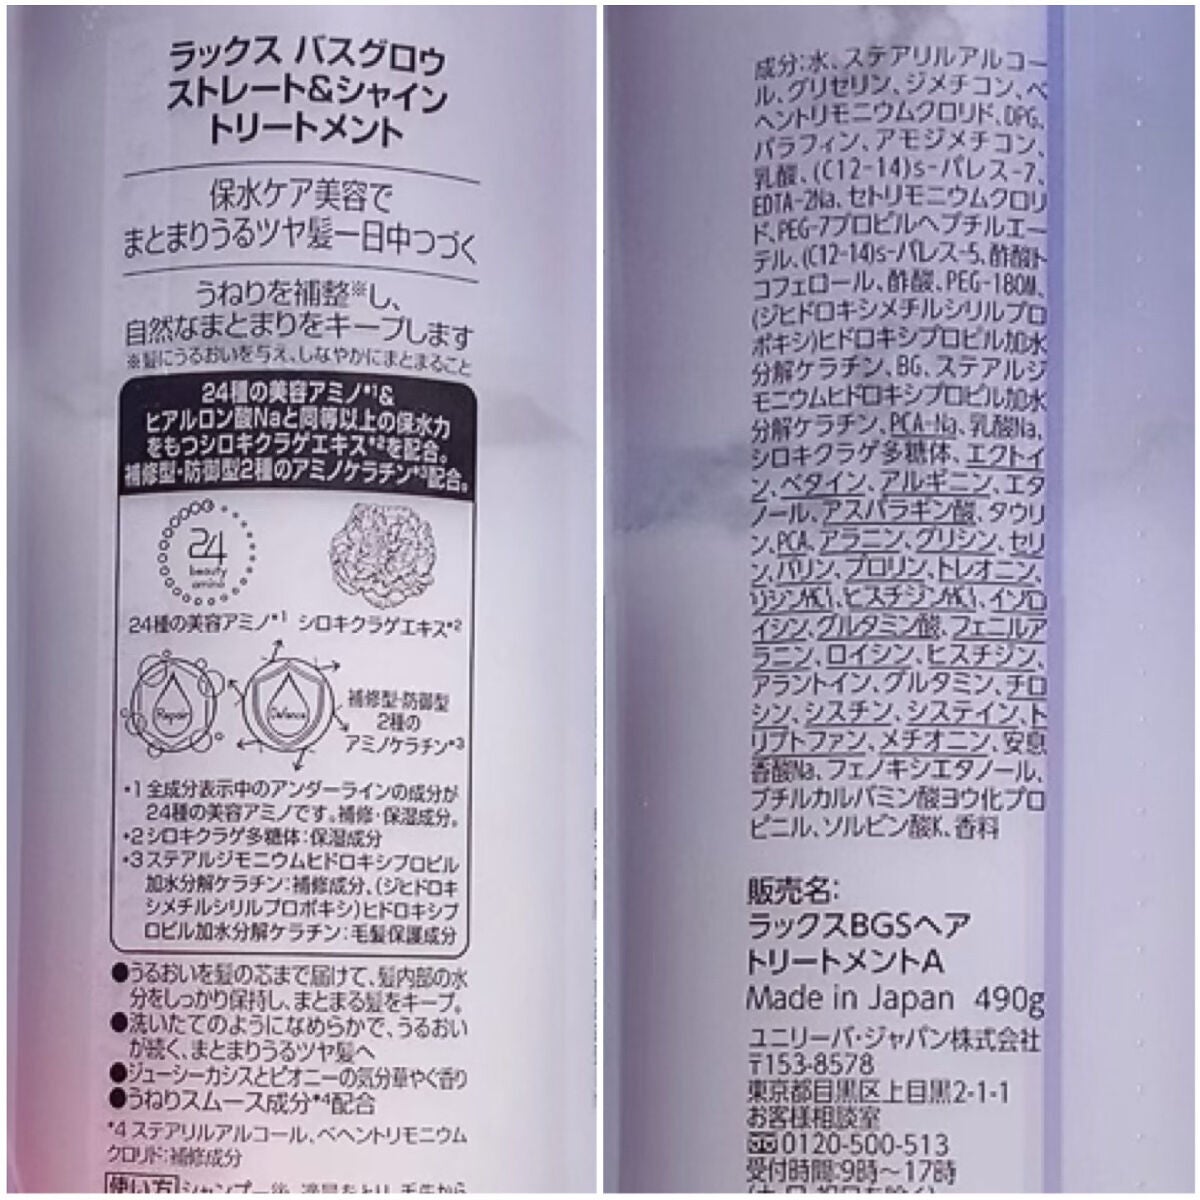 ラックス バスグロウ
ストレート&シャイン
トリートメント
保水ケア美容で
まとまりうるツヤ髪一日中つづく
うねりを補整※し、
自然なまとまりをキープします
※髪にうるおいを与え、しなやかにまとまること
24種の美容アミノ*1&
ヒアルロン酸Naと同等以上の保水力
をもつシロキクラゲエキス*2を配合。
補修型・防御型2種のアミノケラチン*3配合。
24
beauty
amino
24種の美容アミノ*1 シロキクラゲエキス*2
Repair
Defence
補修型・防御型
2種の
アミノケラチン*3
*1 全成分表示中のアンダーラインの成分が
24種の美容アミノです。補修・保湿成分。
*2 シロキクラゲ多糖体:保湿成分
*3 ステアルジモニウムヒドロキシプロピル
加水分解ケラチン:補修成分、(ジヒドロキ
シメチルシリルプロポキシ)ヒドロキシプ
ロピル加水分解ケラチン:毛髪保護成分
●うるおいを髪の芯まで届けて、髪内部の水
分をしっかり保持し、まとまる髪をキープ。
●洗いたてのようになめらかで、うるおい
が続く、まとまりうるツヤ髪へ
●ジューシーカシスとピオニーの気分華やぐ香り
●うねりスムース成分*4配合
*4 ステアリルアルコール、ベヘントリモニウム
クロリド:補修成分
使い方 シャンプー後、適量をとり、毛先から
成分:水、ステアリルアルコー
ル、グリセリン、ジメチコン、ベ
ヘントリモニウムクロリド、DPG、
パラフィン、アモジメチコン、
乳酸、(C12-14)s-パレス-7、
EDTA-2Na、セトリモニウムクロリ
ド、PEG-7プロピルヘプチルエー
テル、(C12-14)s-パレス-5、酢酸ト
コフェロール、酢酸、PEG-180M、
(ジヒドロキシメチルシリルプロ
ポキシ)ヒドロキシプロピル加水
分解ケラチン、BG、ステアルジ
モニウムヒドロキシプロピル加水
分解ケラチン、PCA-Na、乳酸Na、
シロキクラゲ多糖体、エクトイ
ン、ベタイン、アルギニン、エタ
ノール、アスパラギン酸、タウリ
ン、PCA、アラニン、グリシン、セリ
ン、バリン、プロリン、トレオニン、
リジンHCl、ヒスチジンHCl、イソロ
イシン、グルタミン酸、フェニルア
ラニン、ロイシン、ヒスチジン、
アラントイン、グルタミン、チロ
シン、シスチン、システイン、ト
リプトファン、メチオニン、安息
香酸Na、フェノキシエタノール、
ブチルカルバミン酸ヨウ化プロ
ピニル、ソルビン酸K、香料
販売名:
ラックスBGSヘア
トリートメントA
Made in Japan 490g
ユニリーバ・ジャパン株式会社
〒153-8578
東京都目黒区上目黒2-1-1
お客様相談室
0120-500-513
受付時間:9時〜17時
(土・日・祝日を除く)